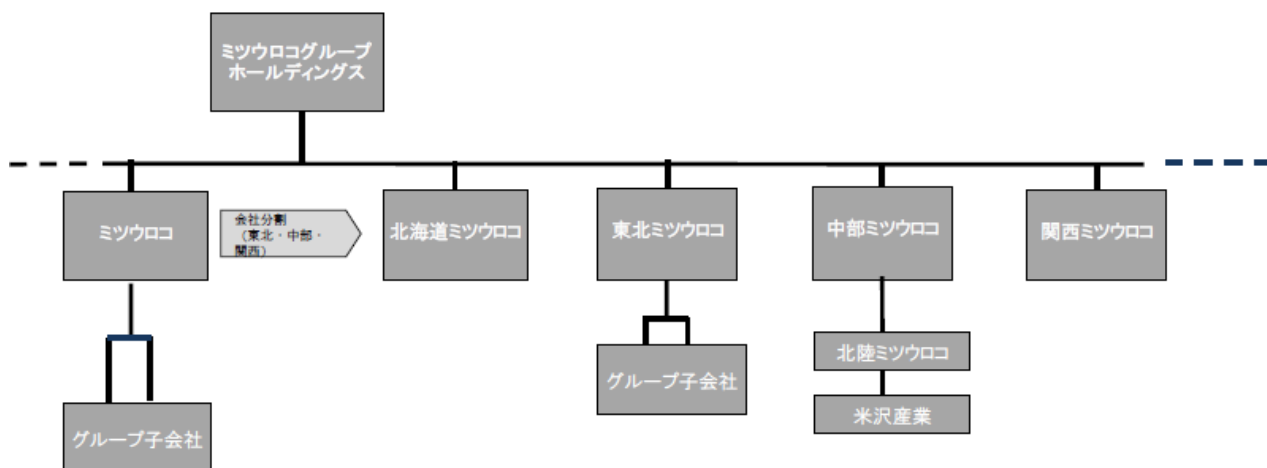 ミツウロコグループ
ホールディングス
ミツウロコ
会社分割
（東北・中部・
関西）
北海道ミツウロコ
東北ミツウロコ
中部ミツウロコ
関西ミツウロコ
グループ子会社
グループ子会社
北陸ミツウロコ
米沢産業